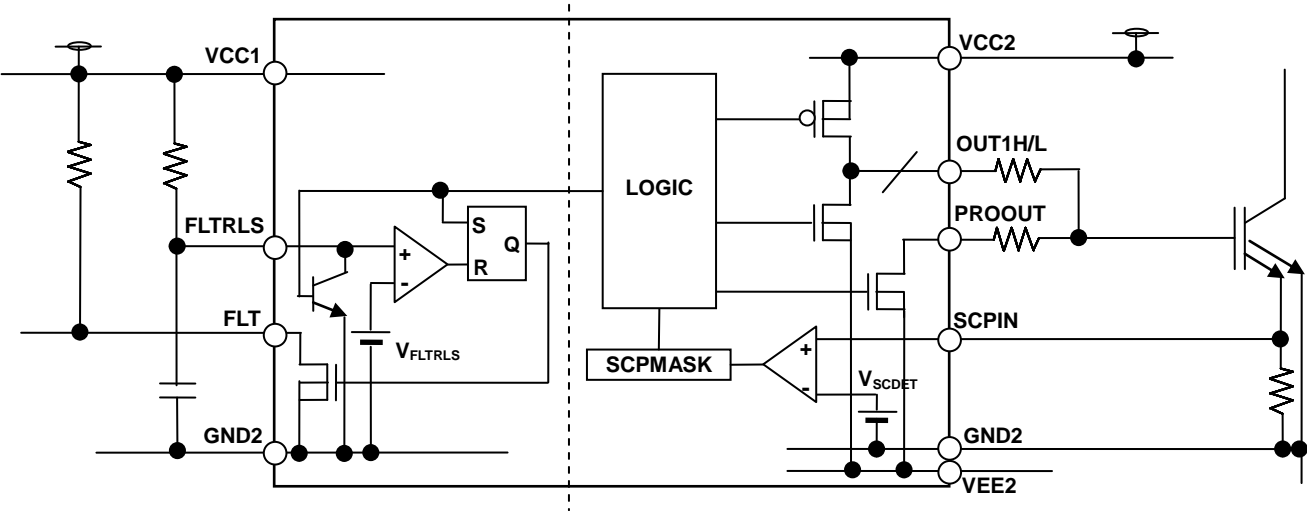 VCC1
VCC2
OUT1H/L
LOGIC
PROOUT
FLTRLS
S
Q
R
+
-
FLT
VFLTRLS
SCPIN
SCPMASK
+
-
VSCDET
GND2
GND2
VEE2